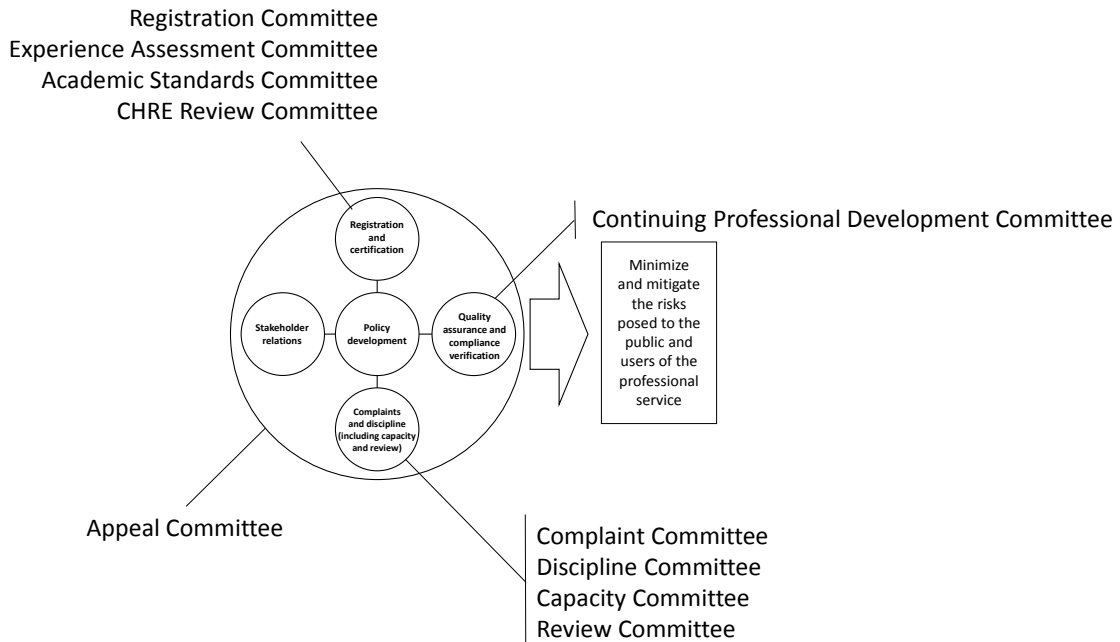 Registration Committee
Experience Assessment Committee
Academic Standards Committee
CHRE Review Committee
Registration
and
certification
Continuing Professional Development Committee
Stakeholder
relations
Policy
development
Quality
assurance and
compliance
verification
Minimize
and mitigate
the risks
posed to the
public and
users of the
professional
service
Complaints
and discipline
(including capacity
and review)
Appeal Committee
Complaint Committee
Discipline Committee
Capacity Committee
Review Committee